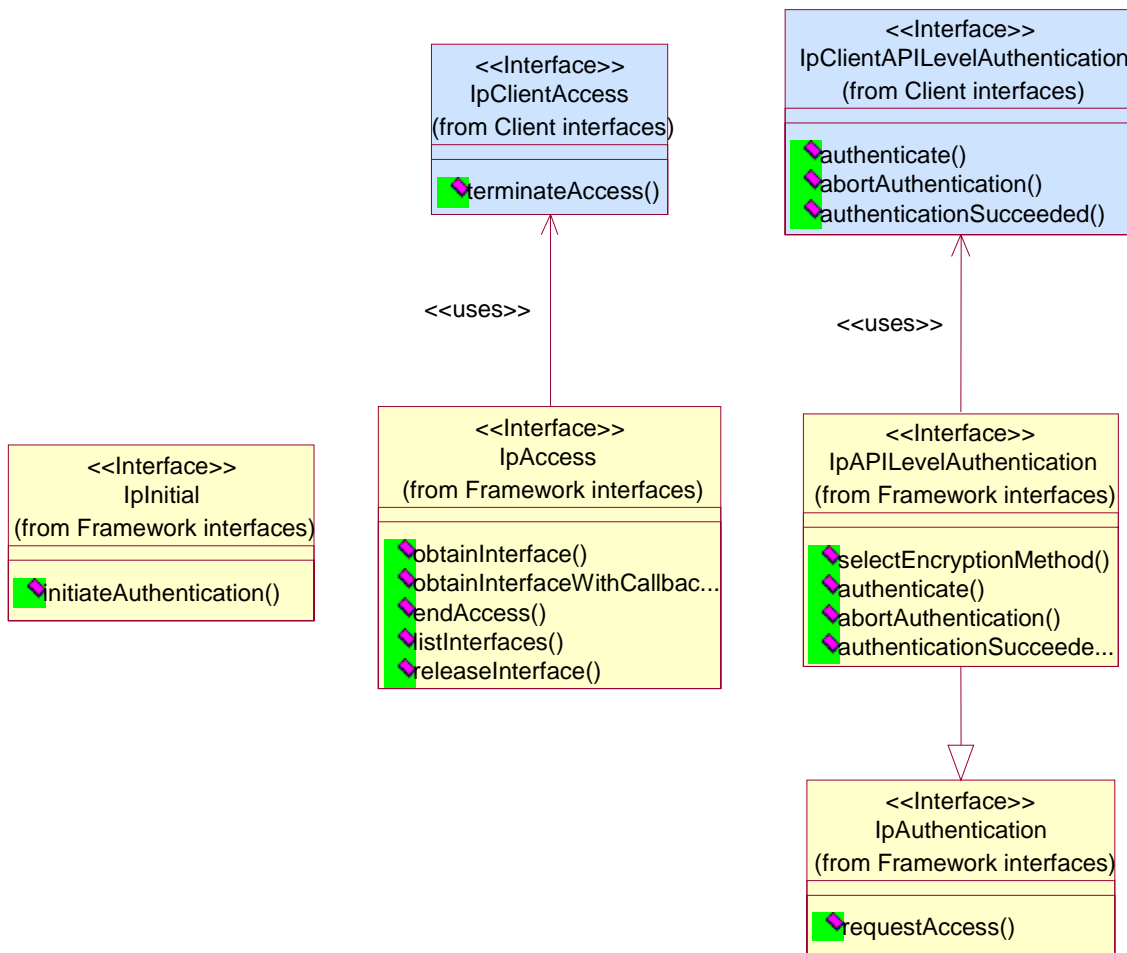 <<Interface>>
IpClientAccess
(from Client interfaces)
terminateAccess()
<<Interface>>
IpClientAPILevelAuthentication
(from Client interfaces)
authenticate()
abortAuthentication()
authenticationSucceeded()
<<uses>>
<<uses>>
<<Interface>>
IpInitial
(from Framework interfaces)
initiateAuthentication()
<<Interface>>
IpAccess
(from Framework interfaces)
obtainInterface()
obtainInterfaceWithCallbac...
endAccess()
listInterfaces()
releaseInterface()
<<Interface>>
IpAPILevelAuthentication
(from Framework interfaces)
selectEncryptionMethod()
authenticate()
abortAuthentication()
authenticationSucceede...
<<Interface>>
IpAuthentication
(from Framework interfaces)
requestAccess()